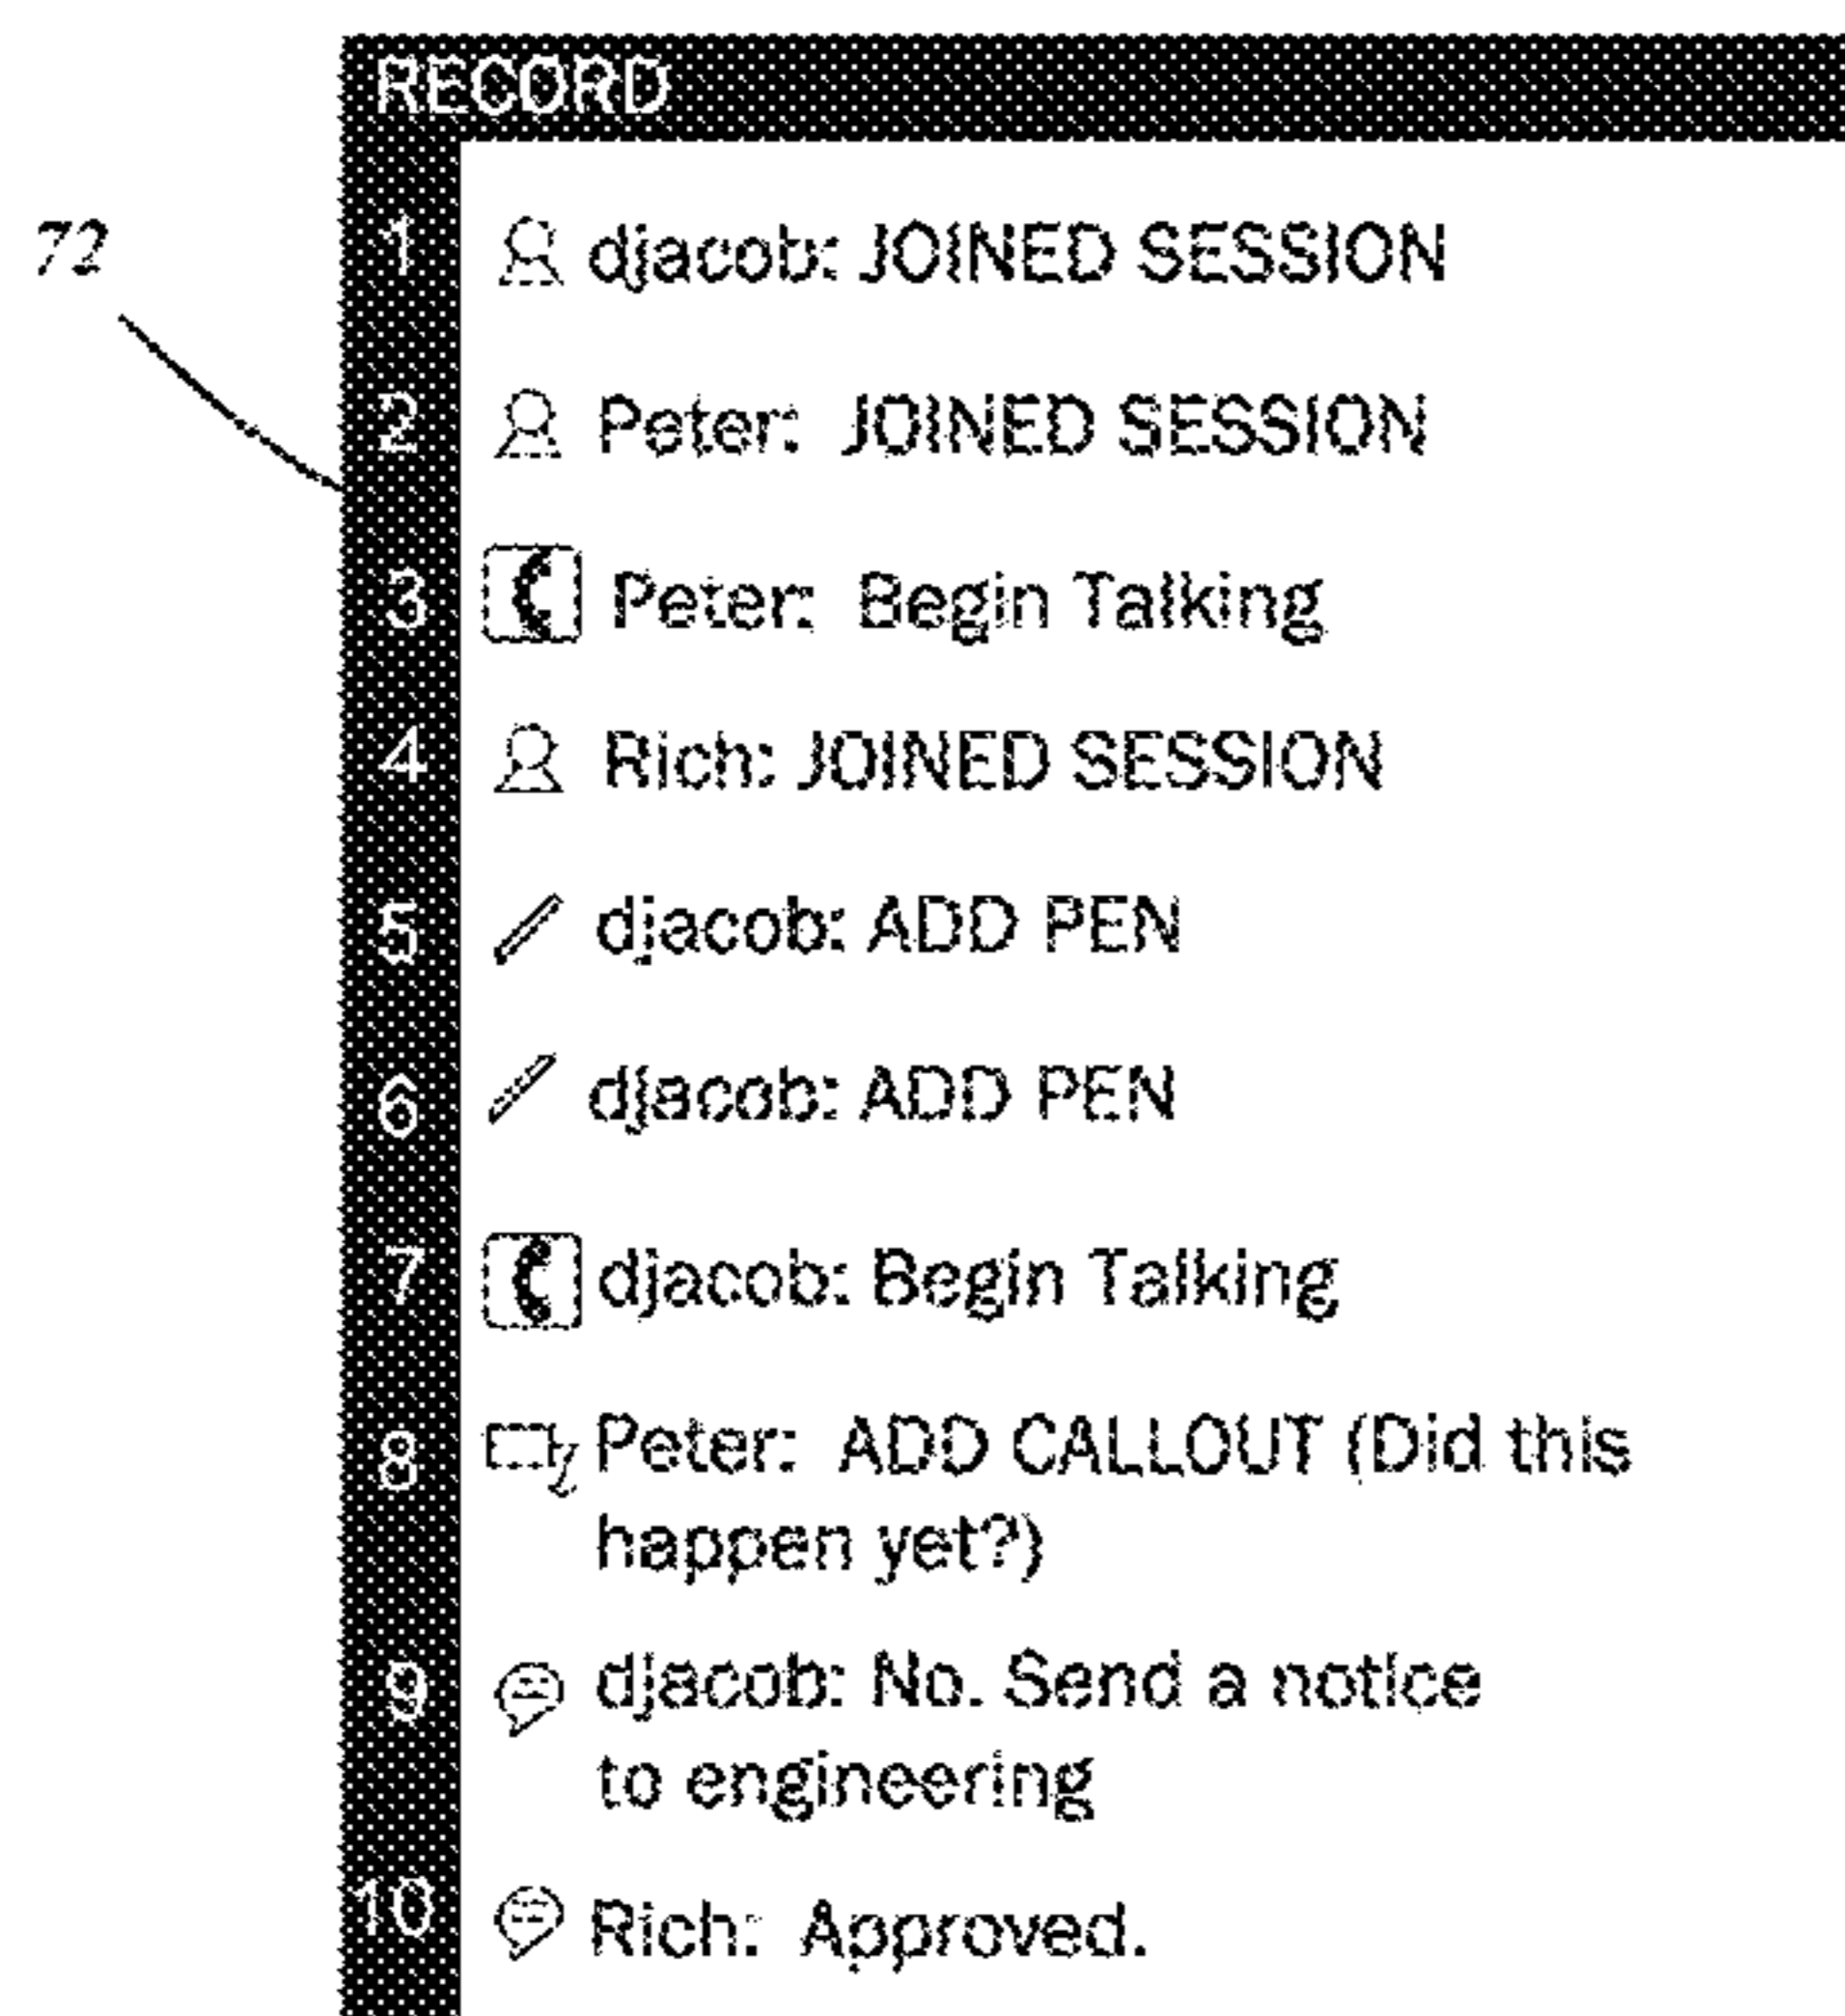 RECORD
72
1 djacob: JOINED SESSION
2 Peter: JOINED SESSION
3 Peter: Begin Talking
4 Rich: JOINED SESSION
5 djacob: ADD PEN
6 djacob: ADD PEN
7 djacob: Begin Talking
8 Peter: ADD CALLOUT (Did this
happen yet?)
9 djacob: No. Send a notice
to engineering
10 Rich: Approved.